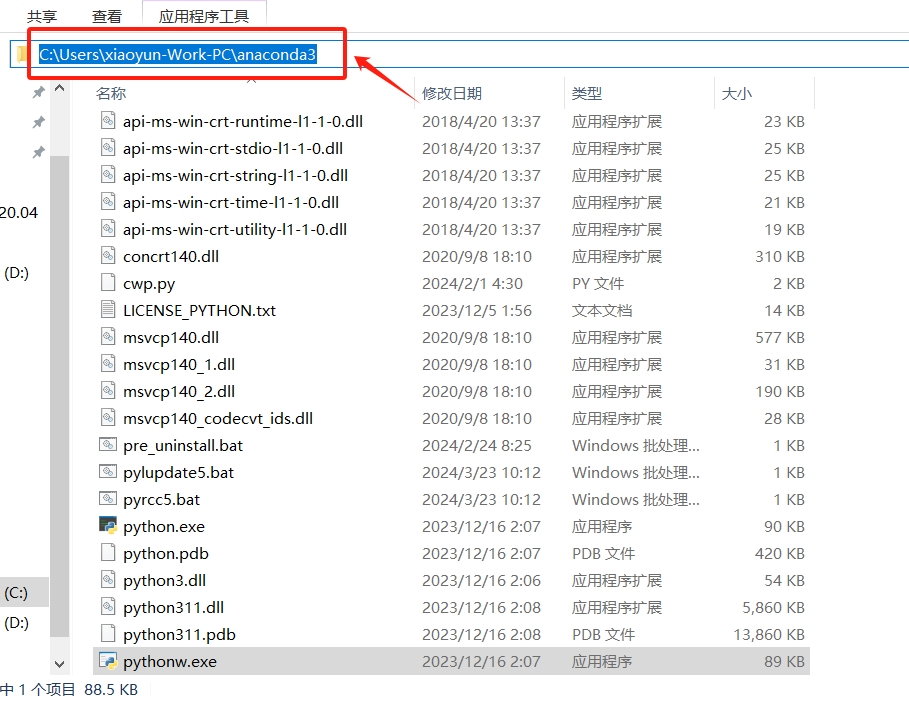 共享 查看 应用程序工具
C:\Users\xiaoyun-Work-PC\anaconda3
名称 修改日期 类型 大小
api-ms-win-crt-runtime-l1-1-0.dll 2018/4/20 13:37 应用程序扩展 23 KB
api-ms-win-crt-stdio-l1-1-0.dll 2018/4/20 13:37 应用程序扩展 25 KB
api-ms-win-crt-string-l1-1-0.dll 2018/4/20 13:37 应用程序扩展 25 KB
api-ms-win-crt-time-l1-1-0.dll 2018/4/20 13:37 应用程序扩展 21 KB
20.04
api-ms-win-crt-utility-l1-1-0.dll 2018/4/20 13:37 应用程序扩展 19 KB
concrt140.dll 2020/9/8 18:10 应用程序扩展 310 KB
(D:)
cwp.py 2024/2/1 4:30 PY 文件 2 KB
LICENSE_PYTHON.txt 2023/12/5 1:56 文本文档 14 KB
msvcp140.dll 2020/9/8 18:10 应用程序扩展 577 KB
msvcp140_1.dll 2020/9/8 18:10 应用程序扩展 31 KB
msvcp140_2.dll 2020/9/8 18:10 应用程序扩展 190 KB
msvcp140_codecvt_ids.dll 2020/9/8 18:10 应用程序扩展 28 KB
pre_uninstall.bat 2024/2/24 8:25 Windows 批处理... 1 KB
pylupdate5.bat 2024/3/23 10:12 Windows 批处理... 1 KB
pyrcc5.bat 2024/3/23 10:12 Windows 批处理... 1 KB
python.exe 2023/12/16 2:07 应用程序 90 KB
python.pdb 2023/12/16 2:07 PDB 文件 420 KB
python3.dll 2023/12/16 2:06 应用程序扩展 54 KB
(C:)
python311.dll 2023/12/16 2:08 应用程序扩展 5,860 KB
(D:)
python311.pdb 2023/12/16 2:08 PDB 文件 13,860 KB
pythonw.exe 2023/12/16 2:07 应用程序 89 KB
中 1 个项目 88.5 KB